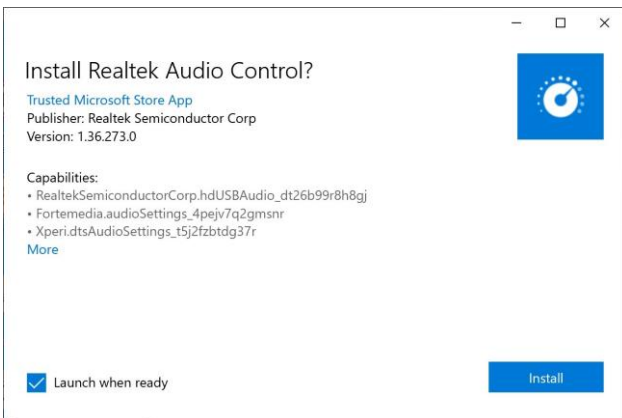 Install Realtek Audio Control?
Trusted Microsoft Store App
Publisher: Realtek Semiconductor Corp
Version: 1.36.273.0
Capabilities:
• RealtekSemiconductorCorp.hdUSBAudio_dt26b99r8h8gj
• Fortemedia.audioSettings_4pejv7q2gmsnr
• Xperi.dtsAudioSettings_t5j2fzbtdg37r
More
Launch when ready
Install